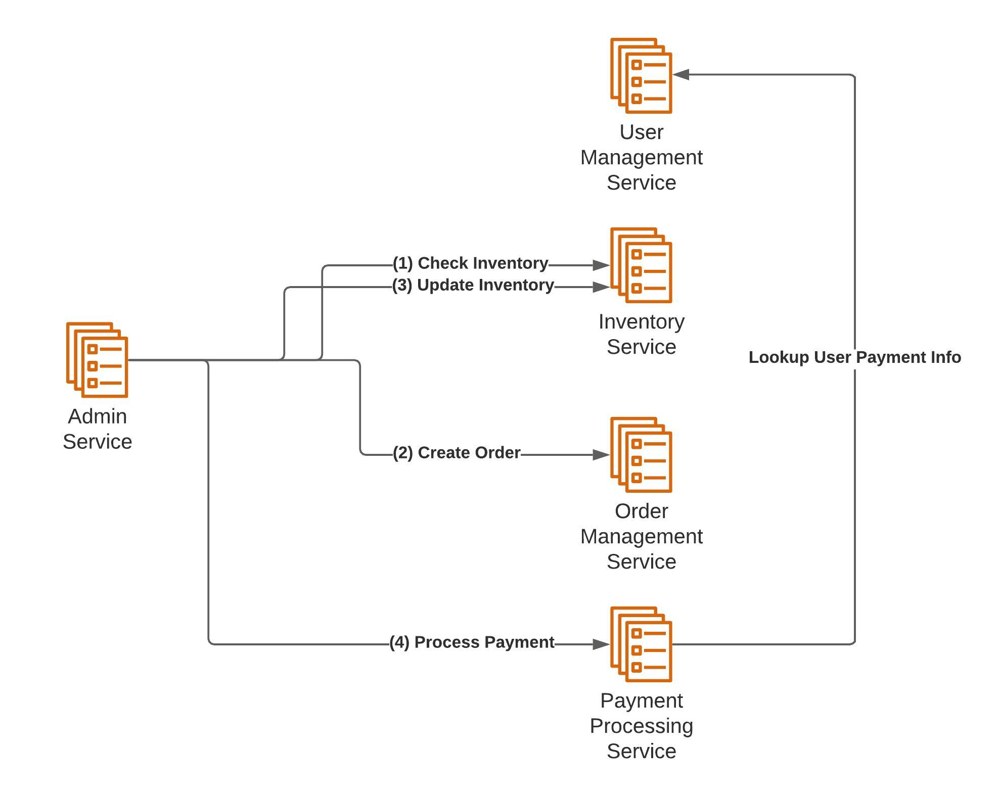 User
Management
Service
(1) Check Inventory
(3) Update Inventory
Inventory
Service
Lookup User Payment Info
Admin
Service
(2) Create Order
Order
Management
Service
(4) Process Payment
Payment
Processing
Service